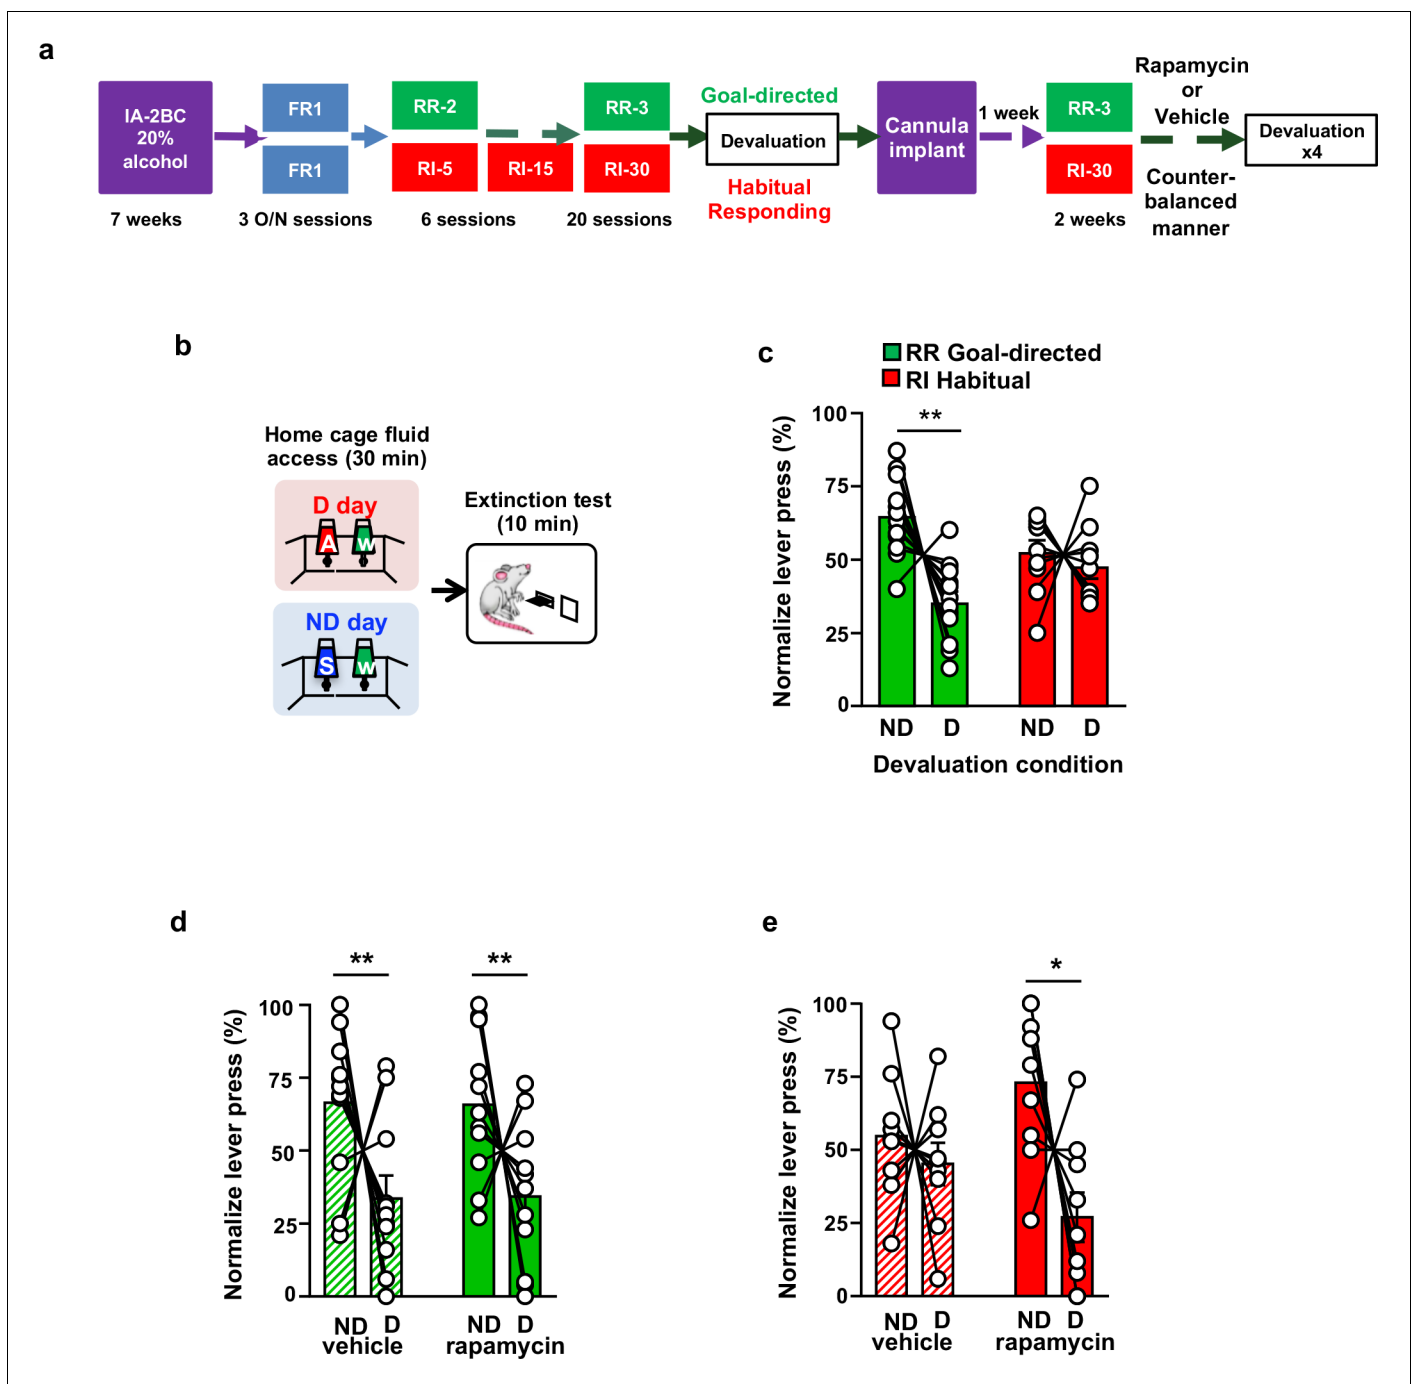 a
IA-2BC
20%
alcohol
7 weeks
FR1
FR1
3 O/N sessions
RR-2
RI-5
RI-15
6 sessions
RR-3
RI-30
20 sessions
Goal-directed
Devaluation
Habitual
Responding
Cannula
implant
1 week
RR-3
RI-30
2 weeks
Rapamycin
or
Vehicle
Counter-
balanced
manner
Devaluation
x4
b
Home cage fluid
access (30 min)
D day
A w
ND day
S w
Extinction test
(10 min)
c
RR Goal-directed
RI Habitual
Normalize lever press (%)
100
75
50
25
0
**
ND D ND D
Devaluation condition
d
Normalize lever press (%)
100
75
50
25
0
** **
ND D ND D
vehicle rapamycin
e
Normalize lever press (%)
100
75
50
25
0
*
ND D ND D
vehicle rapamycin